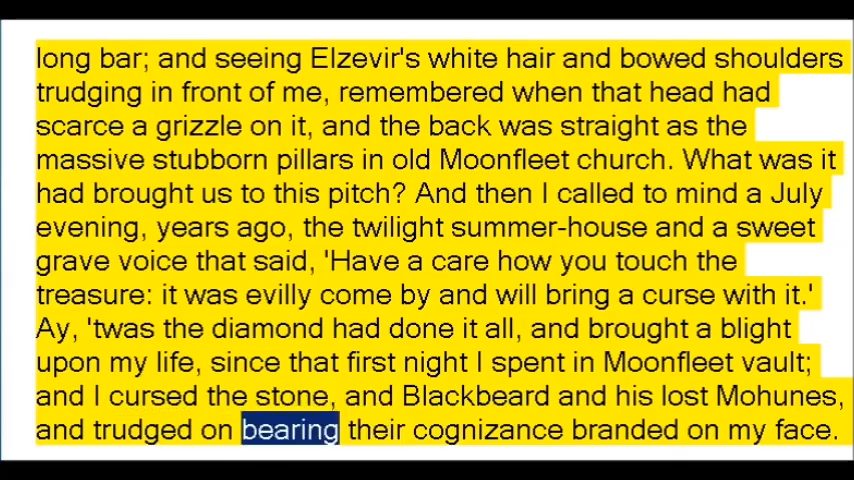 long bar; and seeing Elzevir's white hair and bowed shoulders
trudging in front of me, remembered when that head had
scarce a grizzle on it, and the back was straight as the
massive stubborn pillars in old Moonfleet church. What was it
had brought us to this pitch? And then I called to mind a July
evening, years ago, the twilight summer-house and a sweet
grave voice that said, 'Have a care how you touch the
treasure: it was evilly come by and will bring a curse with it.'
Ay, 'twas the diamond had done it all, and brought a blight
upon my life, since that first night I spent in Moonfleet vault;
and I cursed the stone, and Blackbeard and his lost Mohunes,
and trudged on bearing their cognizance branded on my face.